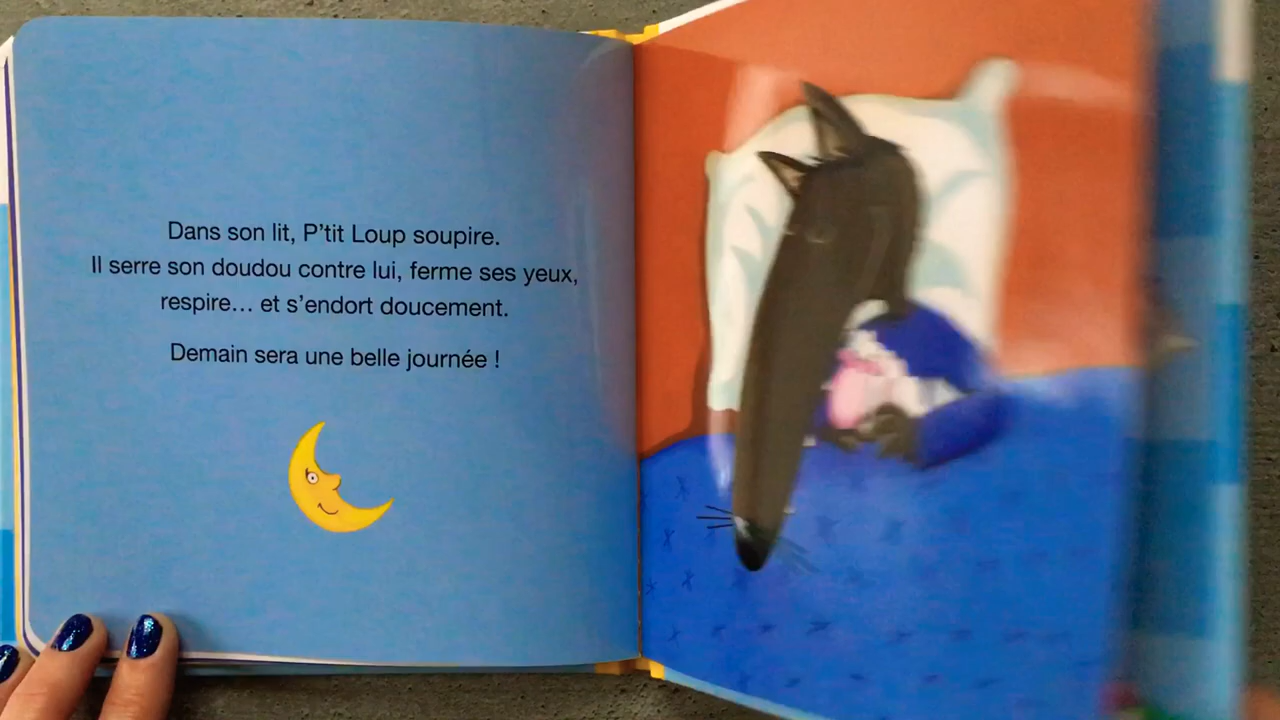 Dans son lit, P'tit Loup soupire.
Il serre son doudou contre lui, ferme ses yeux,
respire… et s'endort doucement.
Demain sera une belle journée !